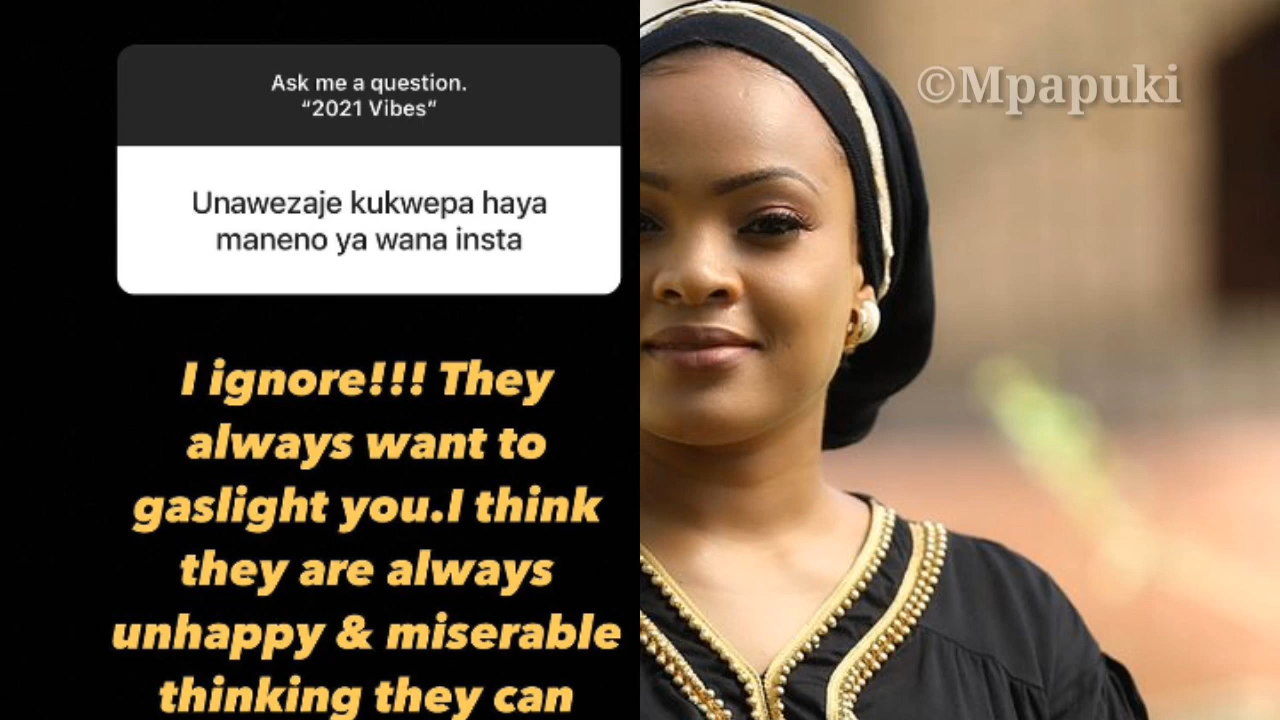 Ask me a question.
“2021 Vibes”
Unawezaje kukwepa haya
maneno ya wana insta
I ignore!!! They
always want to
gaslight you.I think
they are always
unhappy & miserable
thinking they can
©Mpapuki